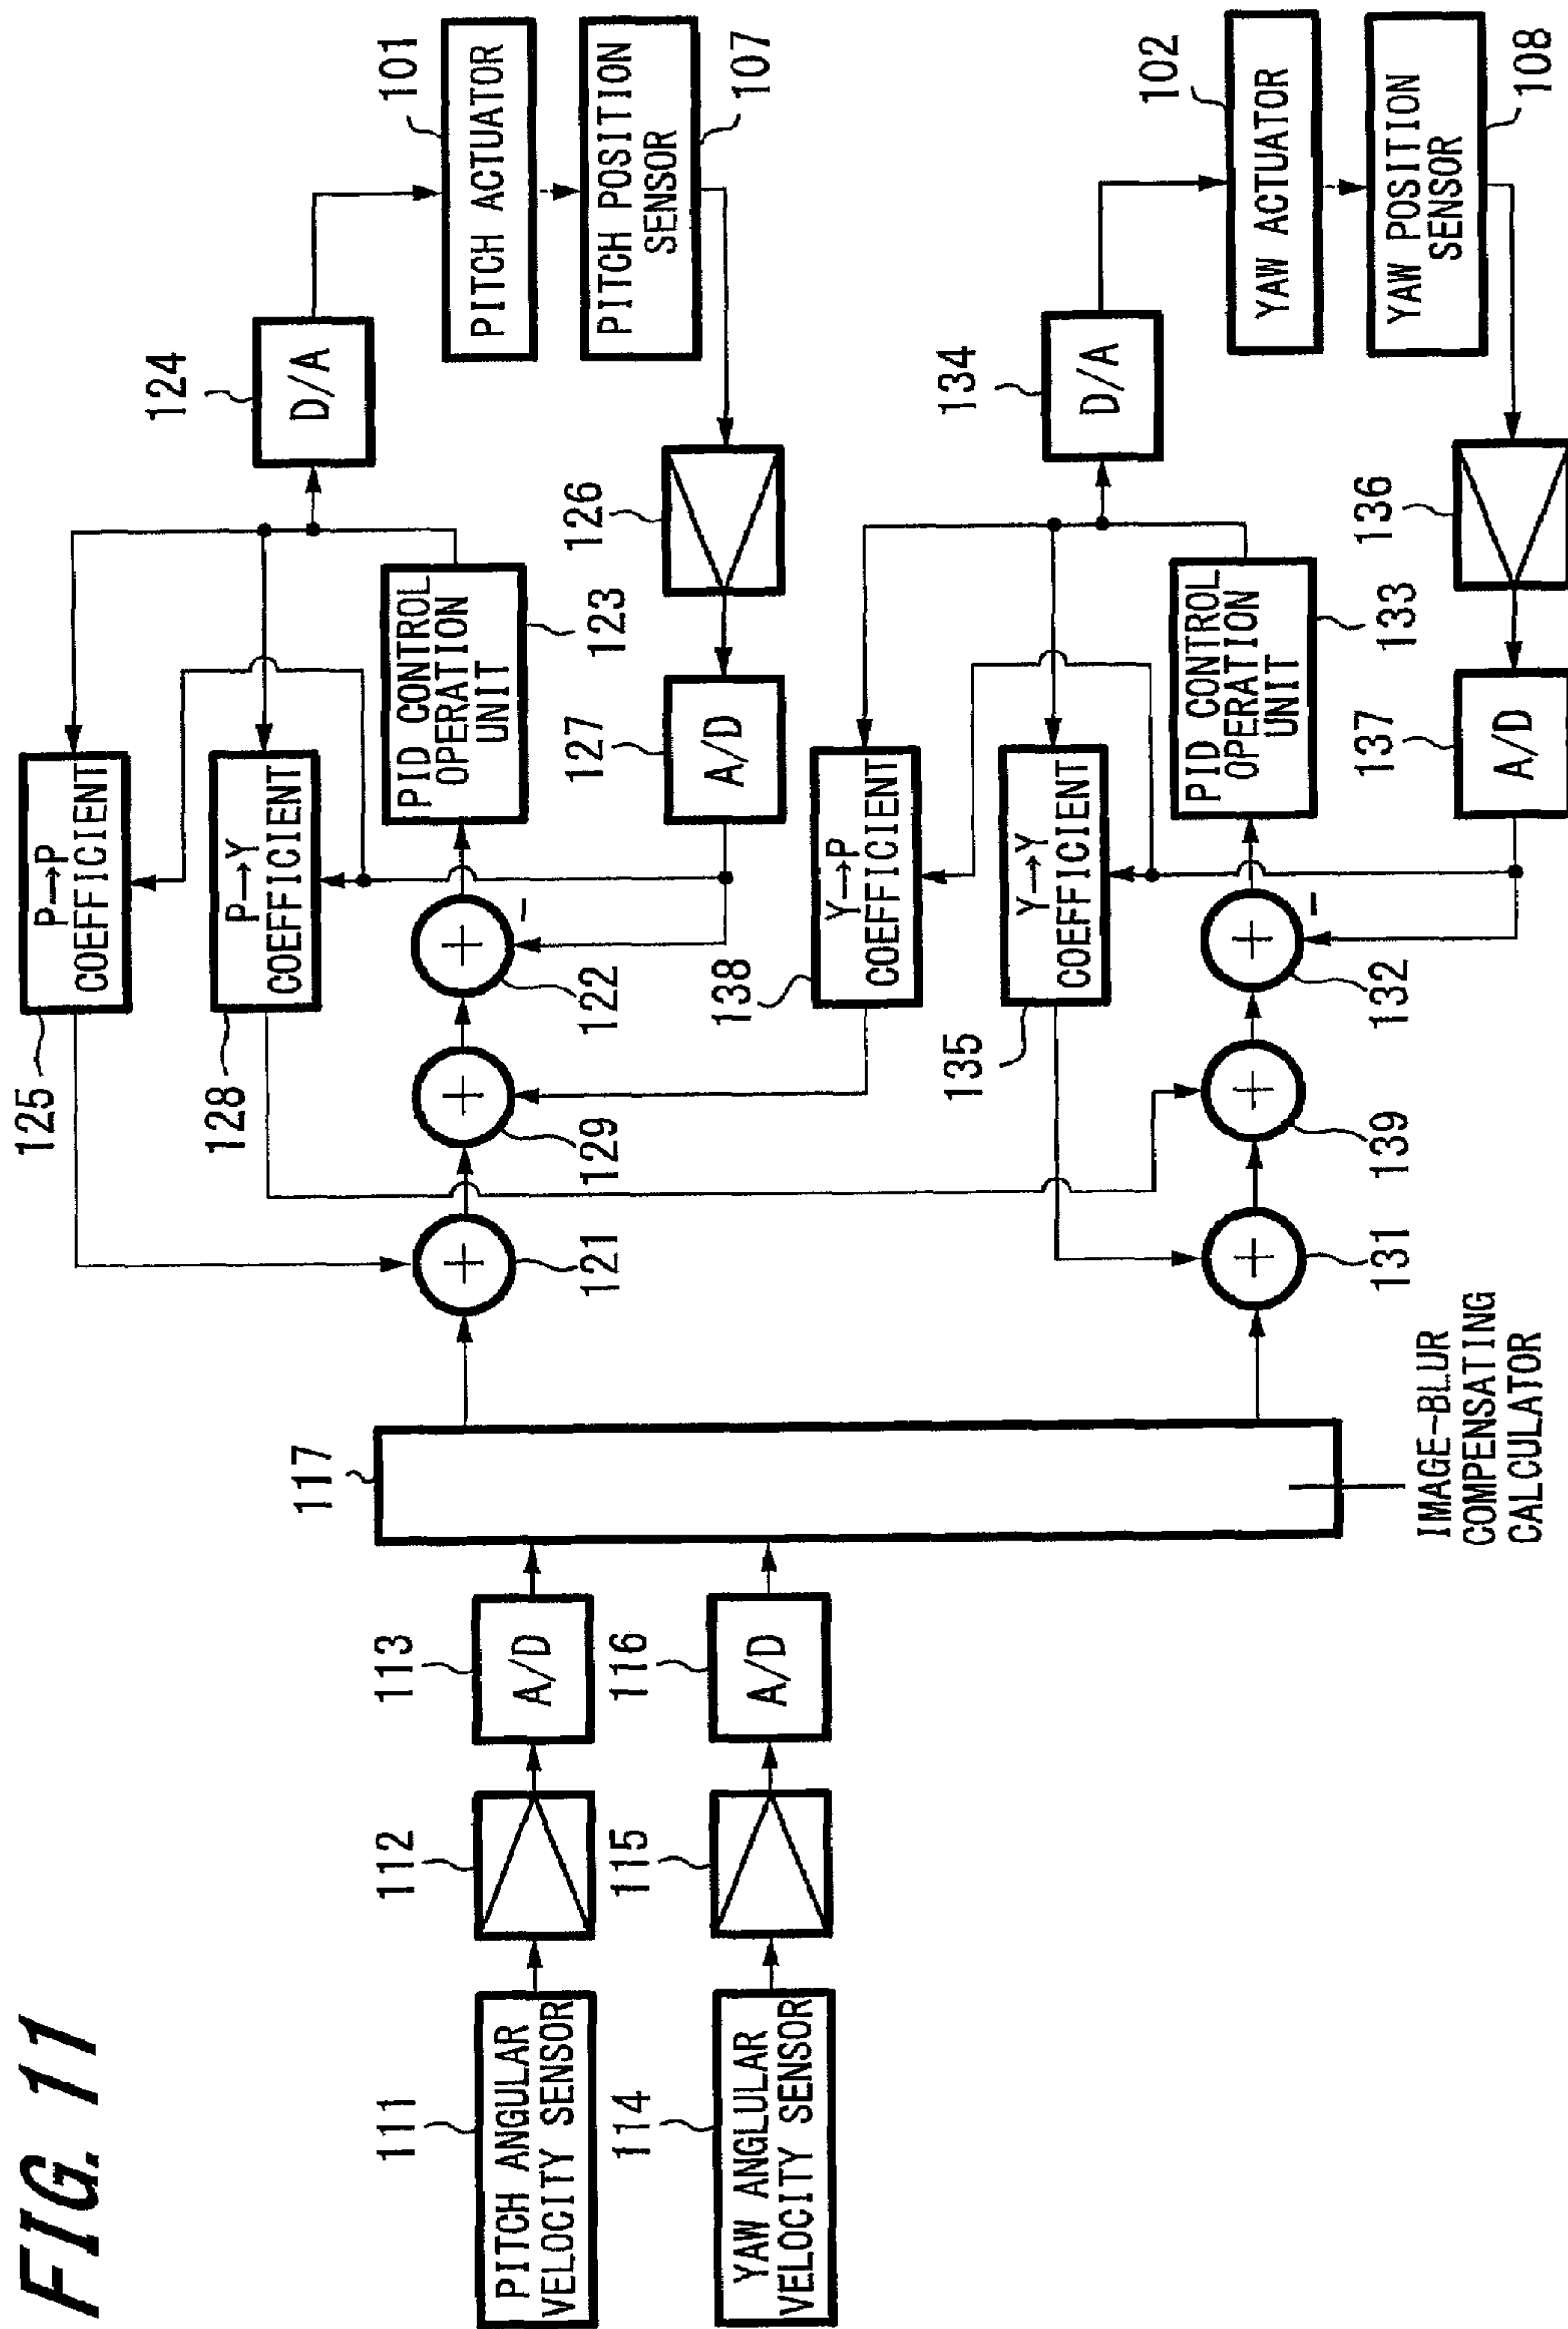 FIG. 11
111
PITCH ANGULAR
VELOCITY SENSOR
112
113
A/D
114
YAW ANGLULAR
VELOCITY SENSOR
115
116
A/D
117
IMAGE-BLUR
COMPENSATING
CALCULATOR
125
P→P
COEFFICIENT
128
P→Y
COEFFICIENT
121
+
129
+
122
+
−
PID CONTROL
OPERATION
UNIT
123
124
D/A
101
PITCH ACTUATOR
PITCH POSITION
SENSOR
107
126
127
A/D
138
Y→P
COEFFICIENT
135
Y→Y
COEFFICIENT
131
+
139
+
132
+
−
PID CONTROL
OPERATION
UNIT
133
134
D/A
102
YAW ACTUATOR
YAW POSITION
SENSOR
108
136
137
A/D